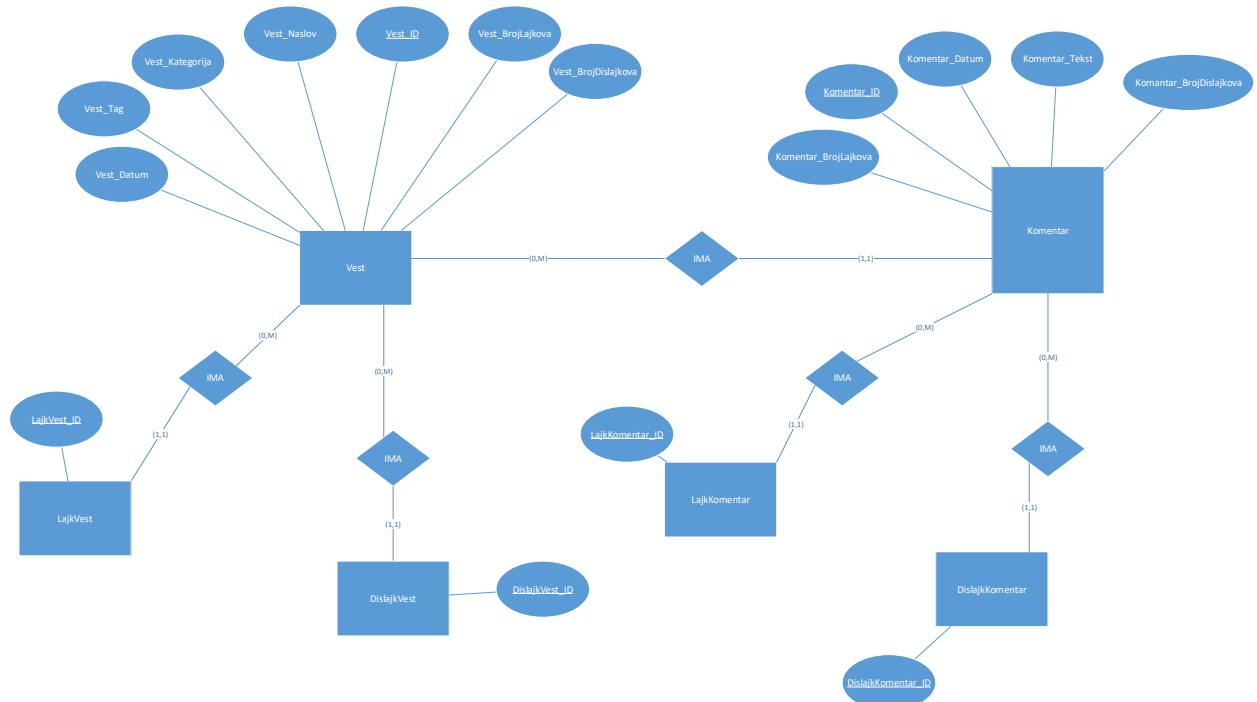 Vest_Naslov
Vest_ID
Vest_BrojLajkova
Vest_Kategorija
Vest_BrojDislajkova
Vest_Tag
Vest_Datum
Komentar_Datum
Komentar_Tekst
Komantar_BrojDislajkova
Komentar_ID
Komentar_BrojLajkova
Komentar
Vest
(0,M)
IMA
(1,1)
(0,M)
IMA
(0,M)
(1,1)
LajkVest_ID
LajkVest
IMA
(1,1)
DislajkVest
DislajkVest_ID
(0,M)
IMA
(1,1)
LajkKomentar_ID
LajkKomentar
(0,M)
IMA
(1,1)
DislajkKomentar
DislajkKomentar_ID